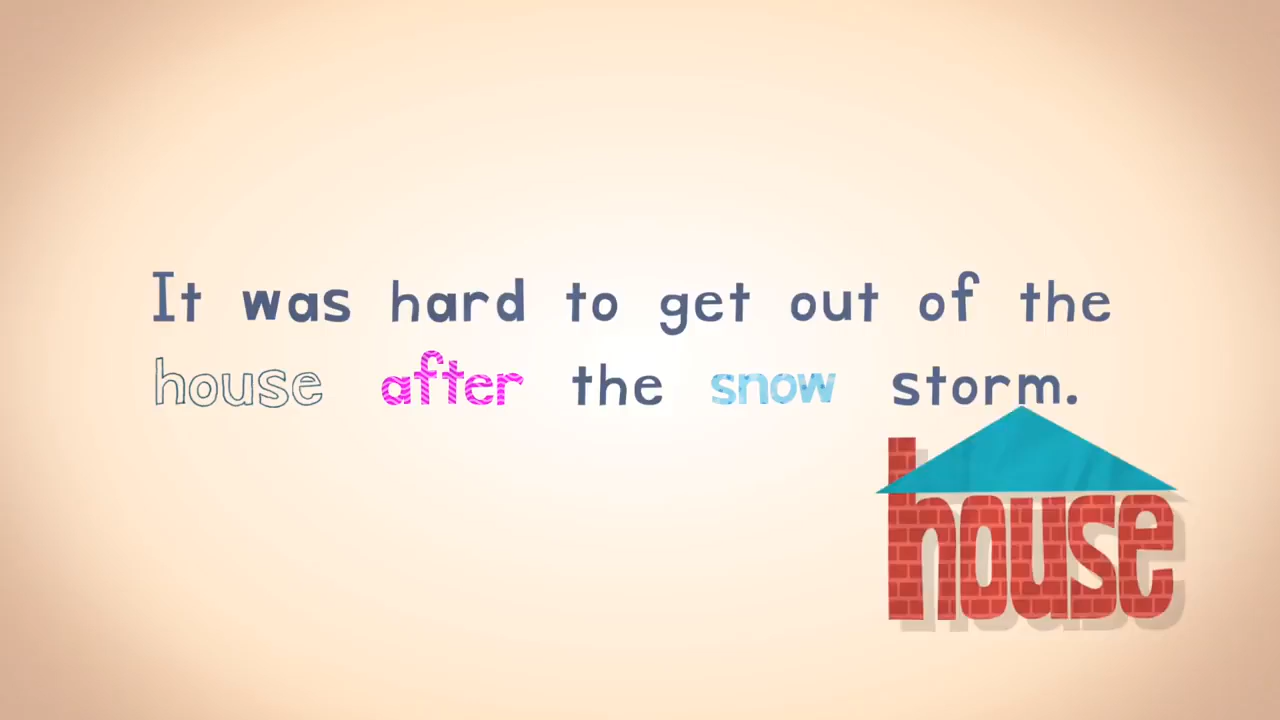 It was hard to get out of the
house after the snow storm.
house